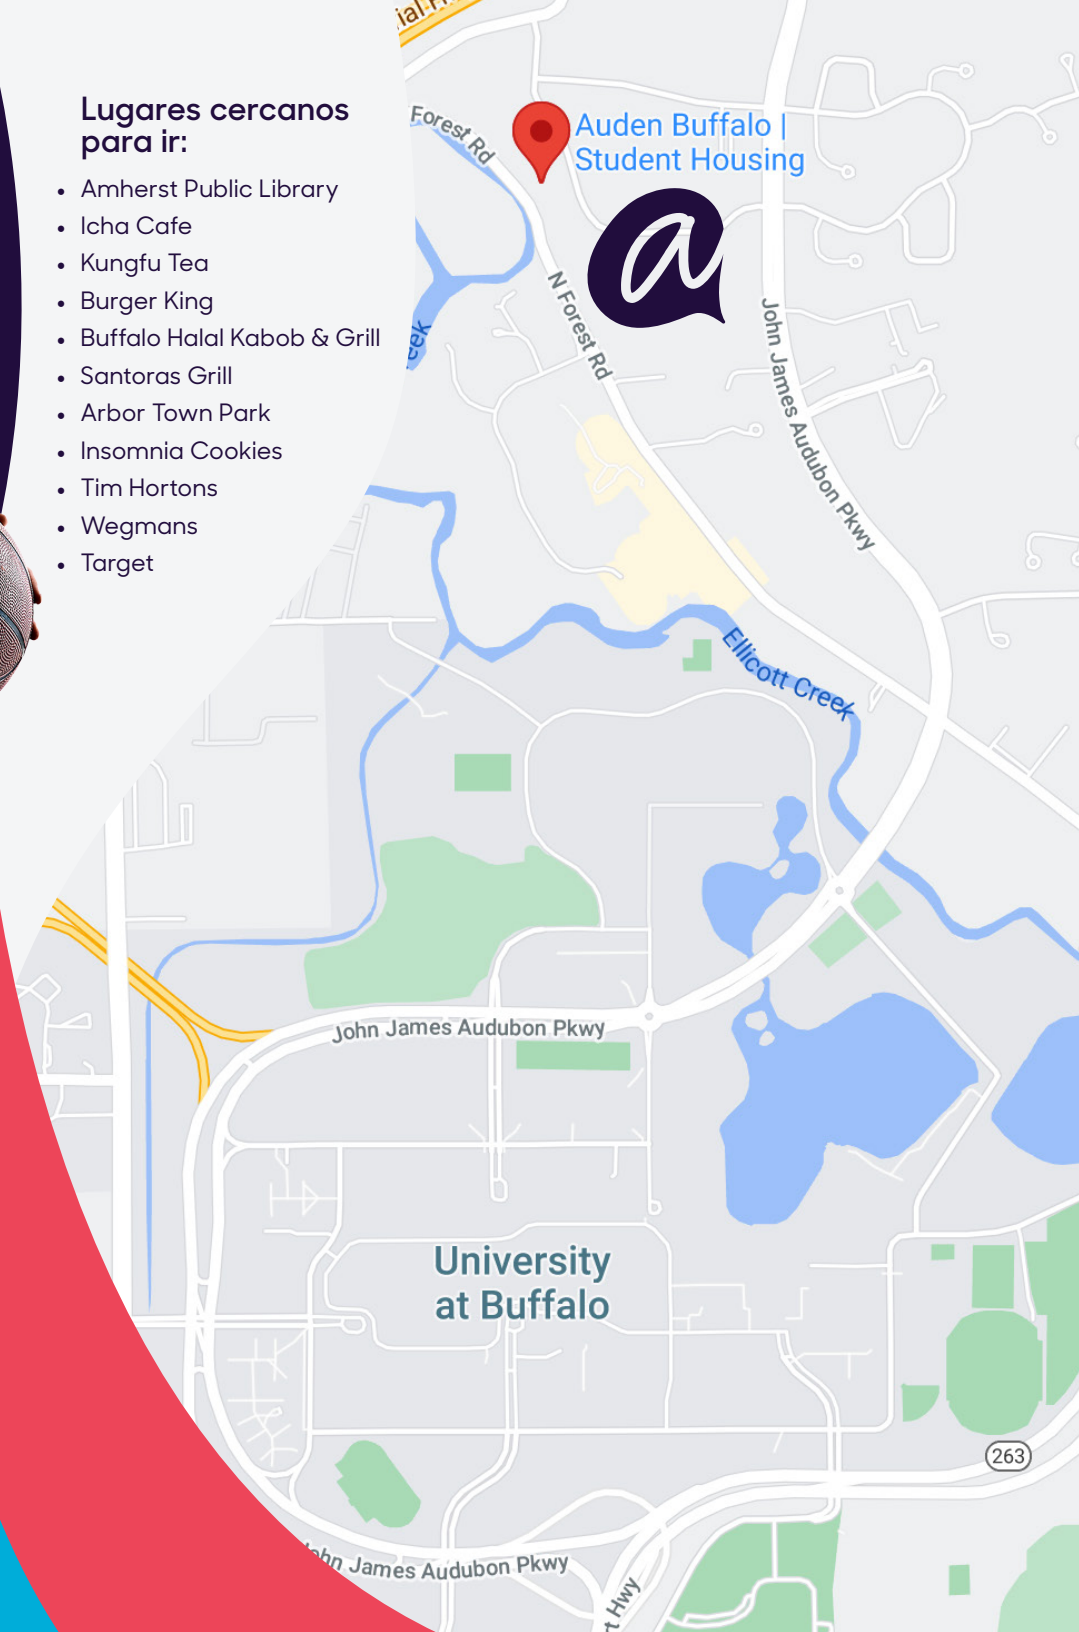 Lugares cercanos
para ir:
• Amherst Public Library
• Icha Cafe
• Kungfu Tea
• Burger King
• Buffalo Halal Kabob & Grill
• Santoras Grill
• Arbor Town Park
• Insomnia Cookies
• Tim Hortons
• Wegmans
• Target
Forest Rd
Auden Buffalo |
Student Housing
a
N Forest Rd
John James Audubon Pkwy
Ellicott Creek
John James Audubon Pkwy
University
at Buffalo
263
John James Audubon Pkwy